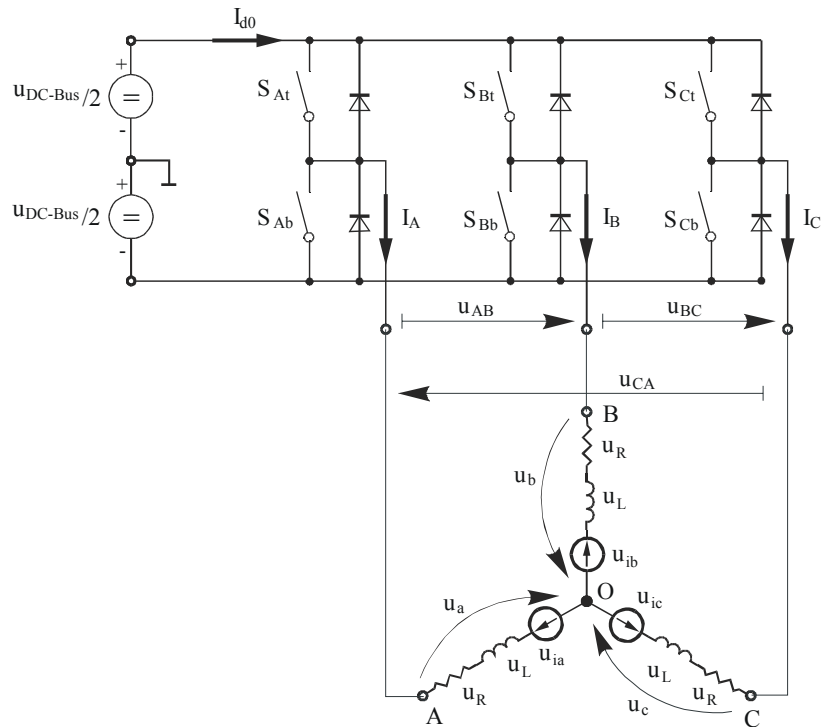 I_d0
+
u_DC-Bus/2
=
-
S_At
S_Bt
S_Ct
+
u_DC-Bus/2
=
-
S_Ab
I_A
S_Bb
I_B
S_Cb
I_C
u_AB
u_BC
u_CA
B
u_R
u_b
u_L
u_ib
O
u_ic
u_a
u_ia
u_L
u_R
u_L
u_R
u_c
A
C